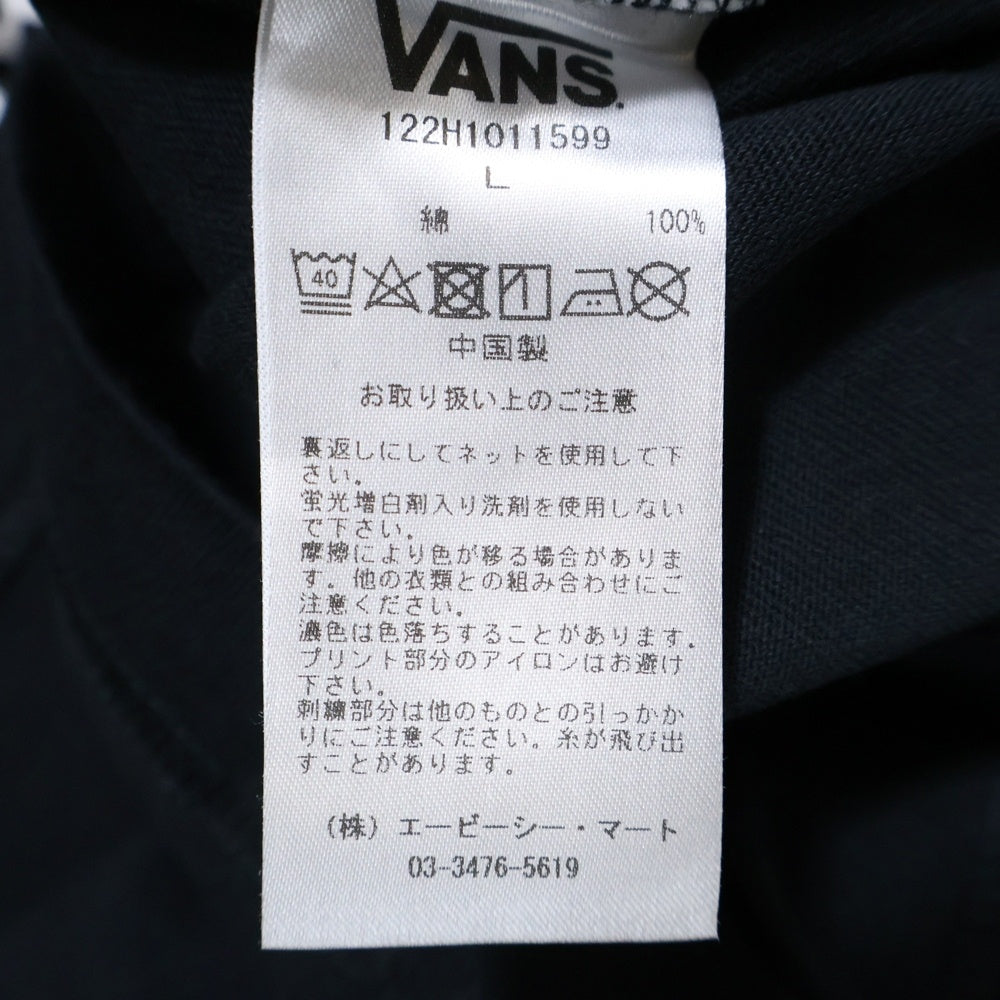 VANS.
122H1011599
L
綿 100%
40
中国製
お取り扱い上のご注意
裏返しにしてネットを使用して下
さい。
蛍光増白剤入り洗剤を使用しない
で下さい。
摩擦により色が移る場合がありま
す。他の衣類との組み合わせにご
注意ください。
濃色は色落ちすることがあります。
プリント部分のアイロンはお避け
下さい。
刺繍部分は他のものとの引っかか
りにご注意ください。糸が飛び出
すことがあります。
(株)エービーシー・マート
03-3476-5619